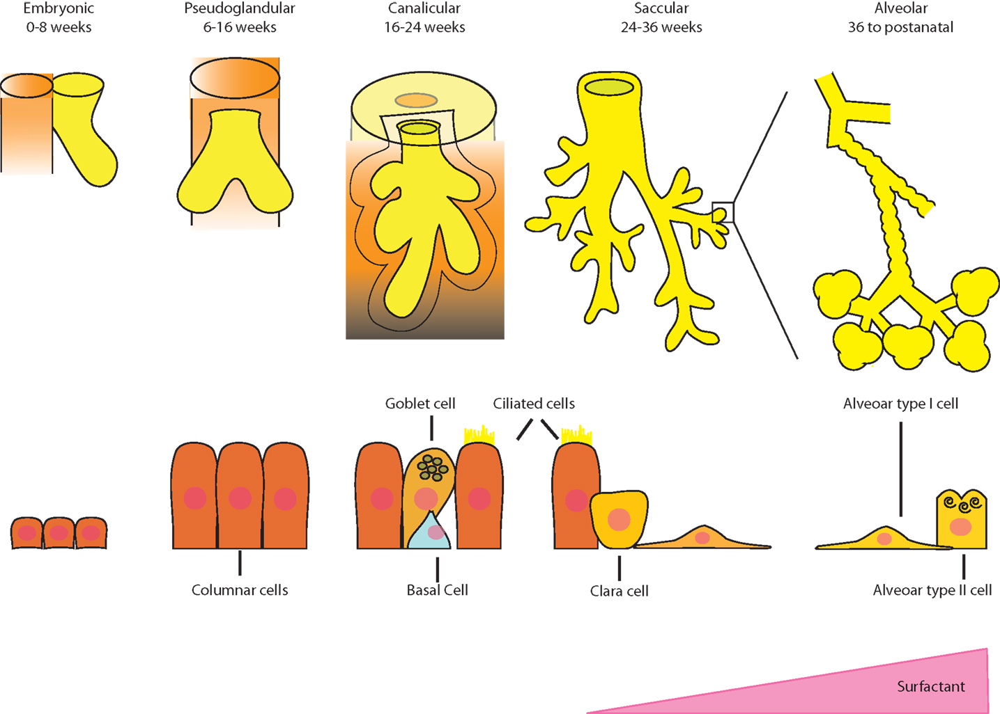 Embryonic
0-8 weeks
Pseudoglandular
6-16 weeks
Canalicular
16-24 weeks
Saccular
24-36 weeks
Alveolar
36 to postanatal
Goblet cell
Ciliated cells
Alveoar type I cell
Columnar cells
Basal Cell
Clara cell
Alveoar type II cell
Surfactant